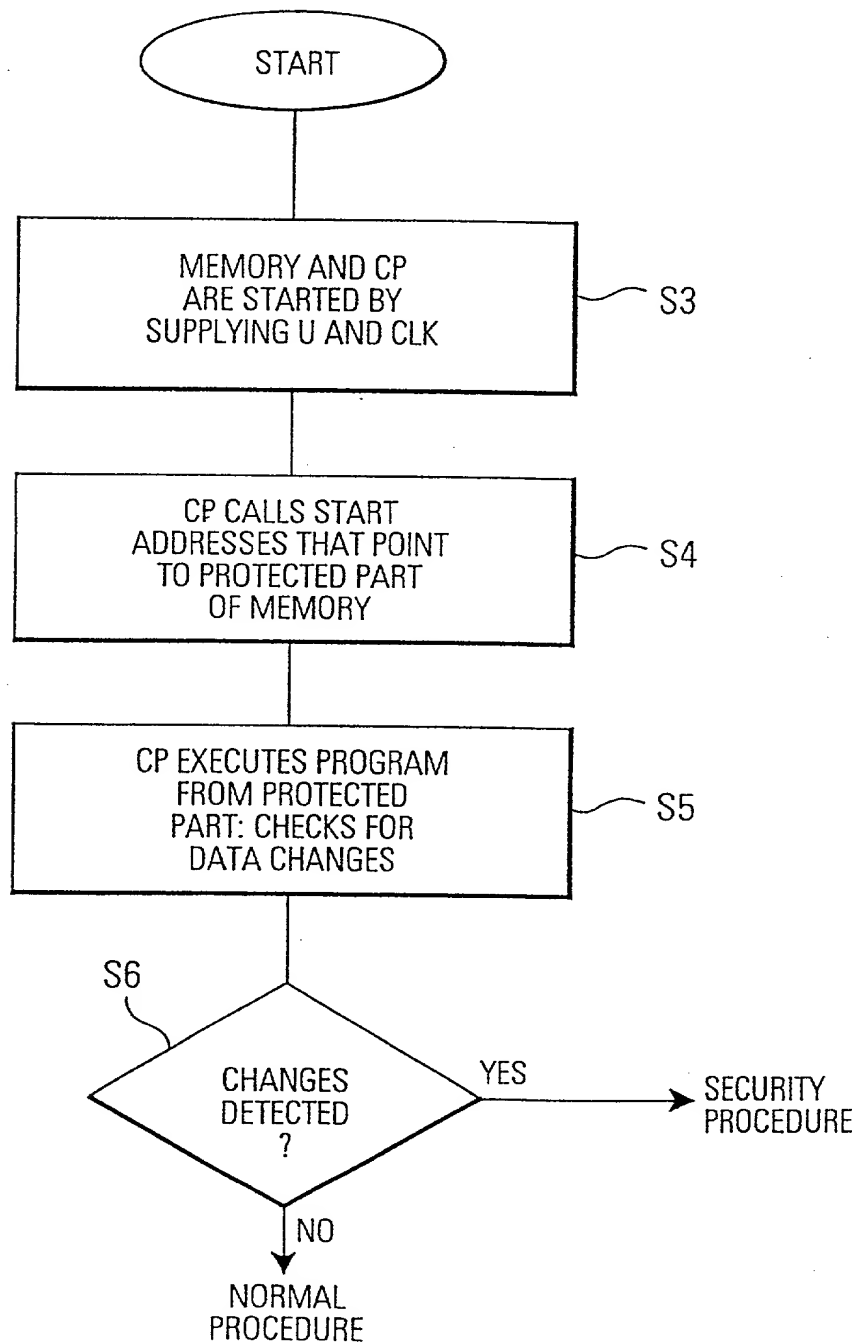 START
MEMORY AND CP
ARE STARTED BY
SUPPLYING U AND CLK
S3
CP CALLS START
ADDRESSES THAT POINT
TO PROTECTED PART
OF MEMORY
S4
CP EXECUTES PROGRAM
FROM PROTECTED
PART: CHECKS FOR
DATA CHANGES
S5
S6
CHANGES
DETECTED
?
YES
SECURITY
PROCEDURE
NO
NORMAL
PROCEDURE